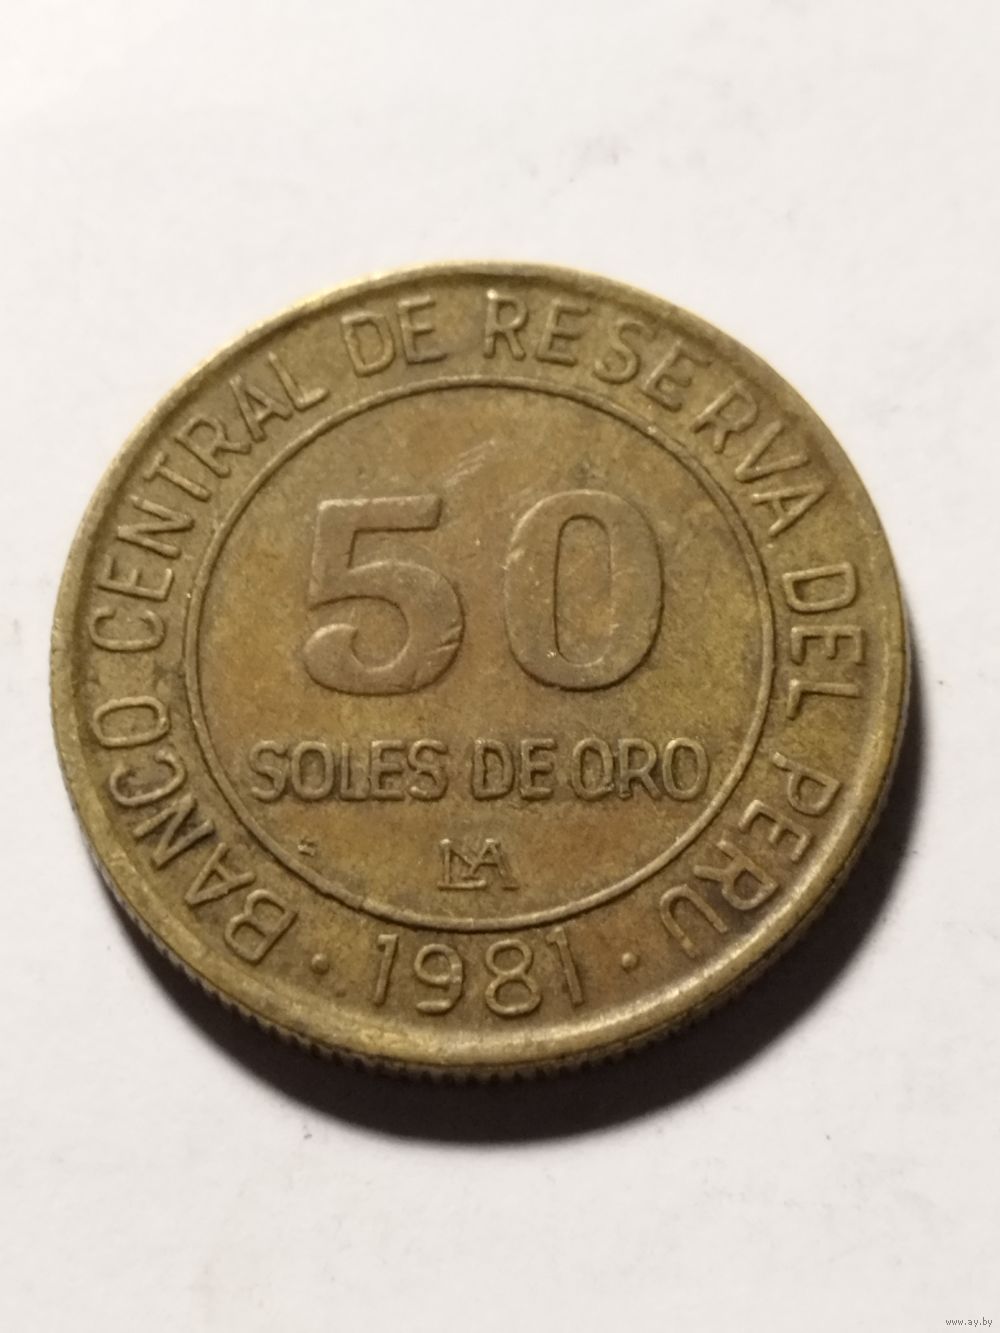 BANCO CENTRAL DE RESERVA DEL PERU
50
SOLES DE ORO
LMA
· 1981 ·
www.ay.by